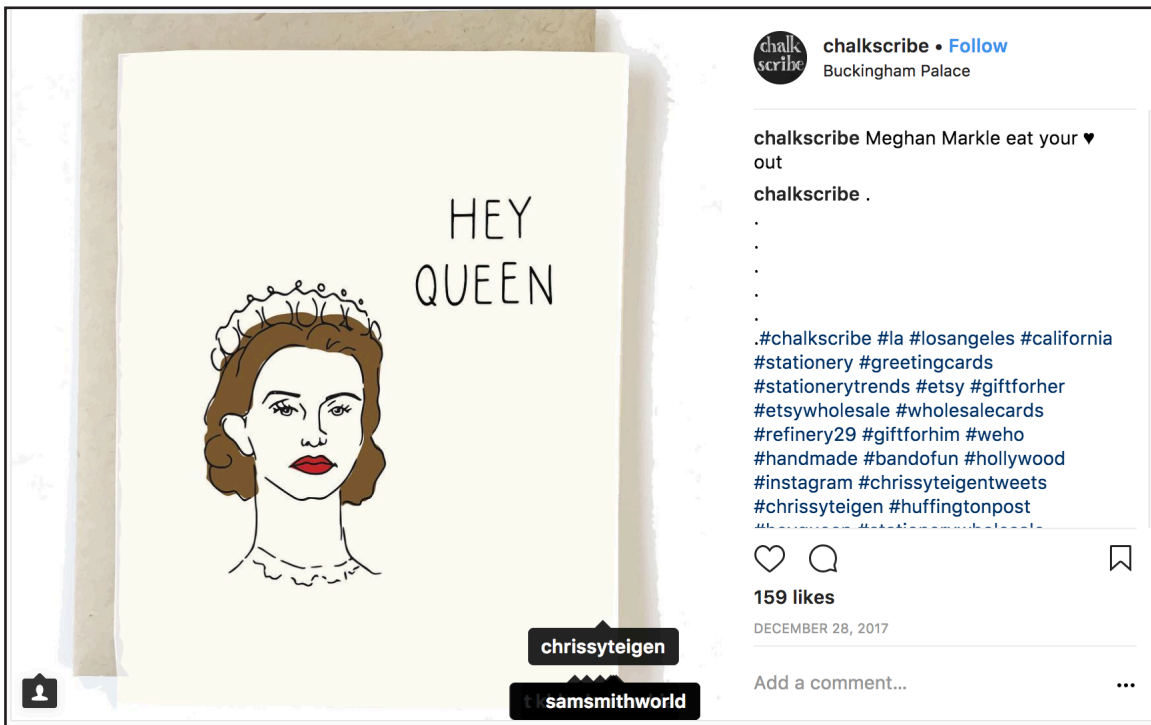 HEY
QUEEN
chrissyteigen
samsmithworld
chalk
scribe
chalkscribe • Follow
Buckingham Palace
chalkscribe Meghan Markle eat your ♥
out
chalkscribe .
.
.
.
.
.
.#chalkscribe #la #losangeles #california
#stationery #greetingcards
#stationerytrends #etsy #giftforher
#etsywholesale #wholesalecards
#refinery29 #giftforhim #weho
#handmade #bandofun #hollywood
#instagram #chrissyteigentweets
#chrissyteigen #huffingtonpost
#heyqueen #stationerywholesale
159 likes
DECEMBER 28, 2017
Add a comment...